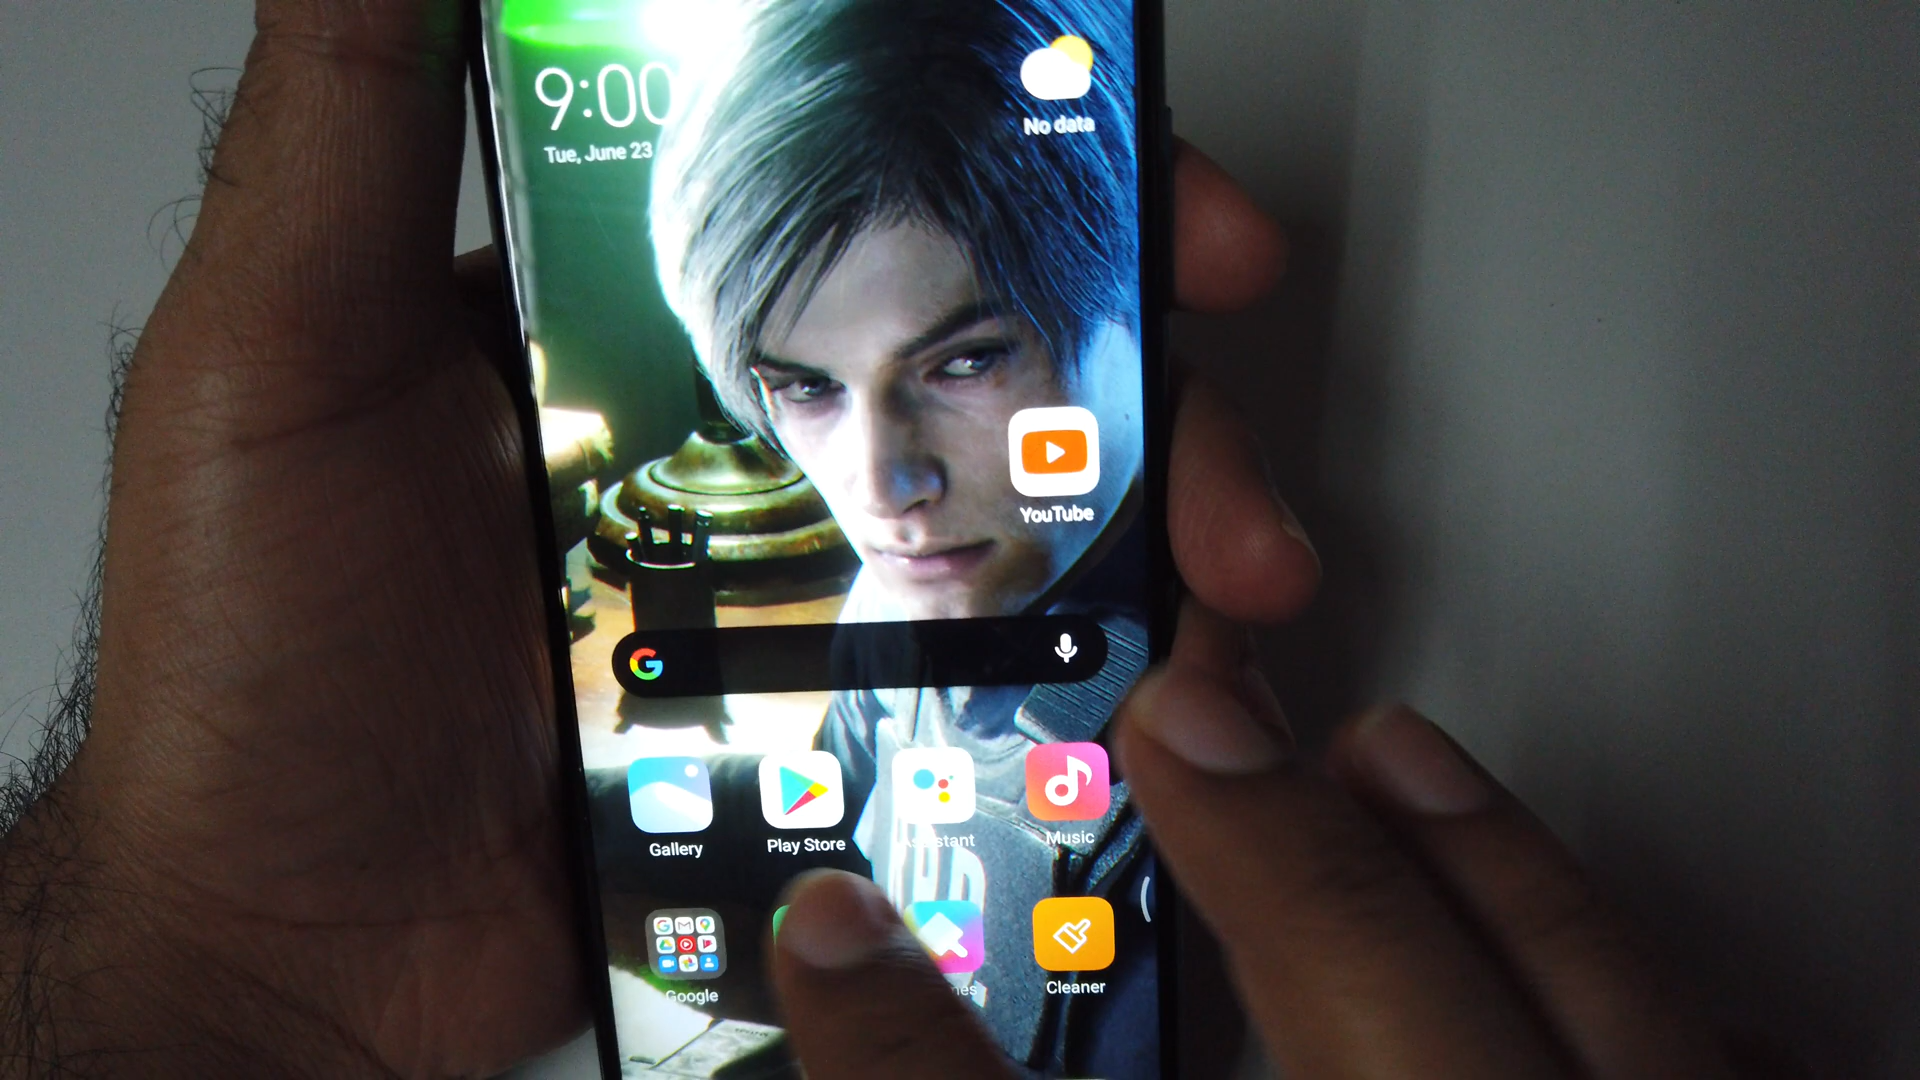 9:00
Tue, June 23
No data
YouTube
Gallery
Play Store
Music
Google
Cleaner